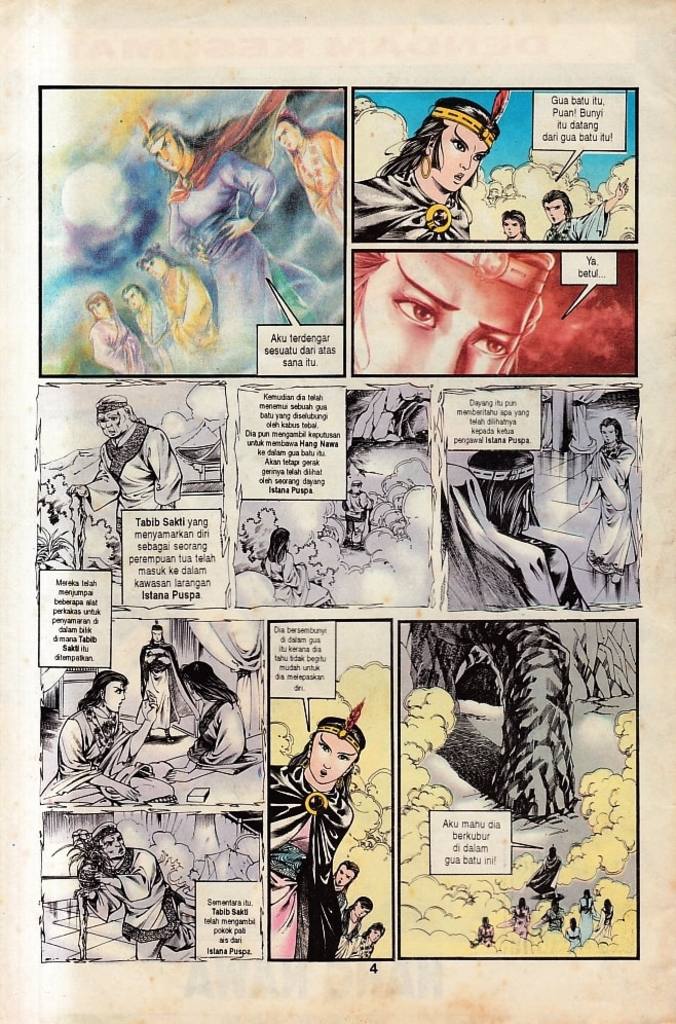 Aku terdengar
sesuatu dari atas
sana itu.
Gua batu itu,
Puan! Bunyi
itu datang
dari gua batu itu!
Ya,
betul...
Tabib Sakti yang
menyamarkan diri
sebagai seorang
perempuan tua telah
masuk ke dalam
kawasan larangan
Istana Puspa.
Kemudian dia telah
menemui sebuah gua
batu yang diselubungi
oleh kabus tebal.
Dia pun mengambil keputusan
untuk membawa Hang Nawa
ke dalam gua batu itu.
Akan tetapi gerak
gerinya telah dilihat
oleh seorang dayang
Istana Puspa.
Dayang itu pun
memberitahu apa yang
telah dilihatnya
kepada ketua
pengawal Istana Puspa.
Mereka telah
menjumpai
beberapa alat
perkakas untuk
penyamaran di
dalam bilik
di mana Tabib
Sakti itu
ditempatkan.
Sementara itu,
Tabib Sakti
telah mengambil
pokok pati
ais dari
Istana Puspa.
Dia bersembunyi
di dalam gua
itu kerana dia
tahu tidak begitu
mudah untuk
dia melepaskan
diri.
Aku mahu dia
berkubur
di dalam
gua batu ini!
4